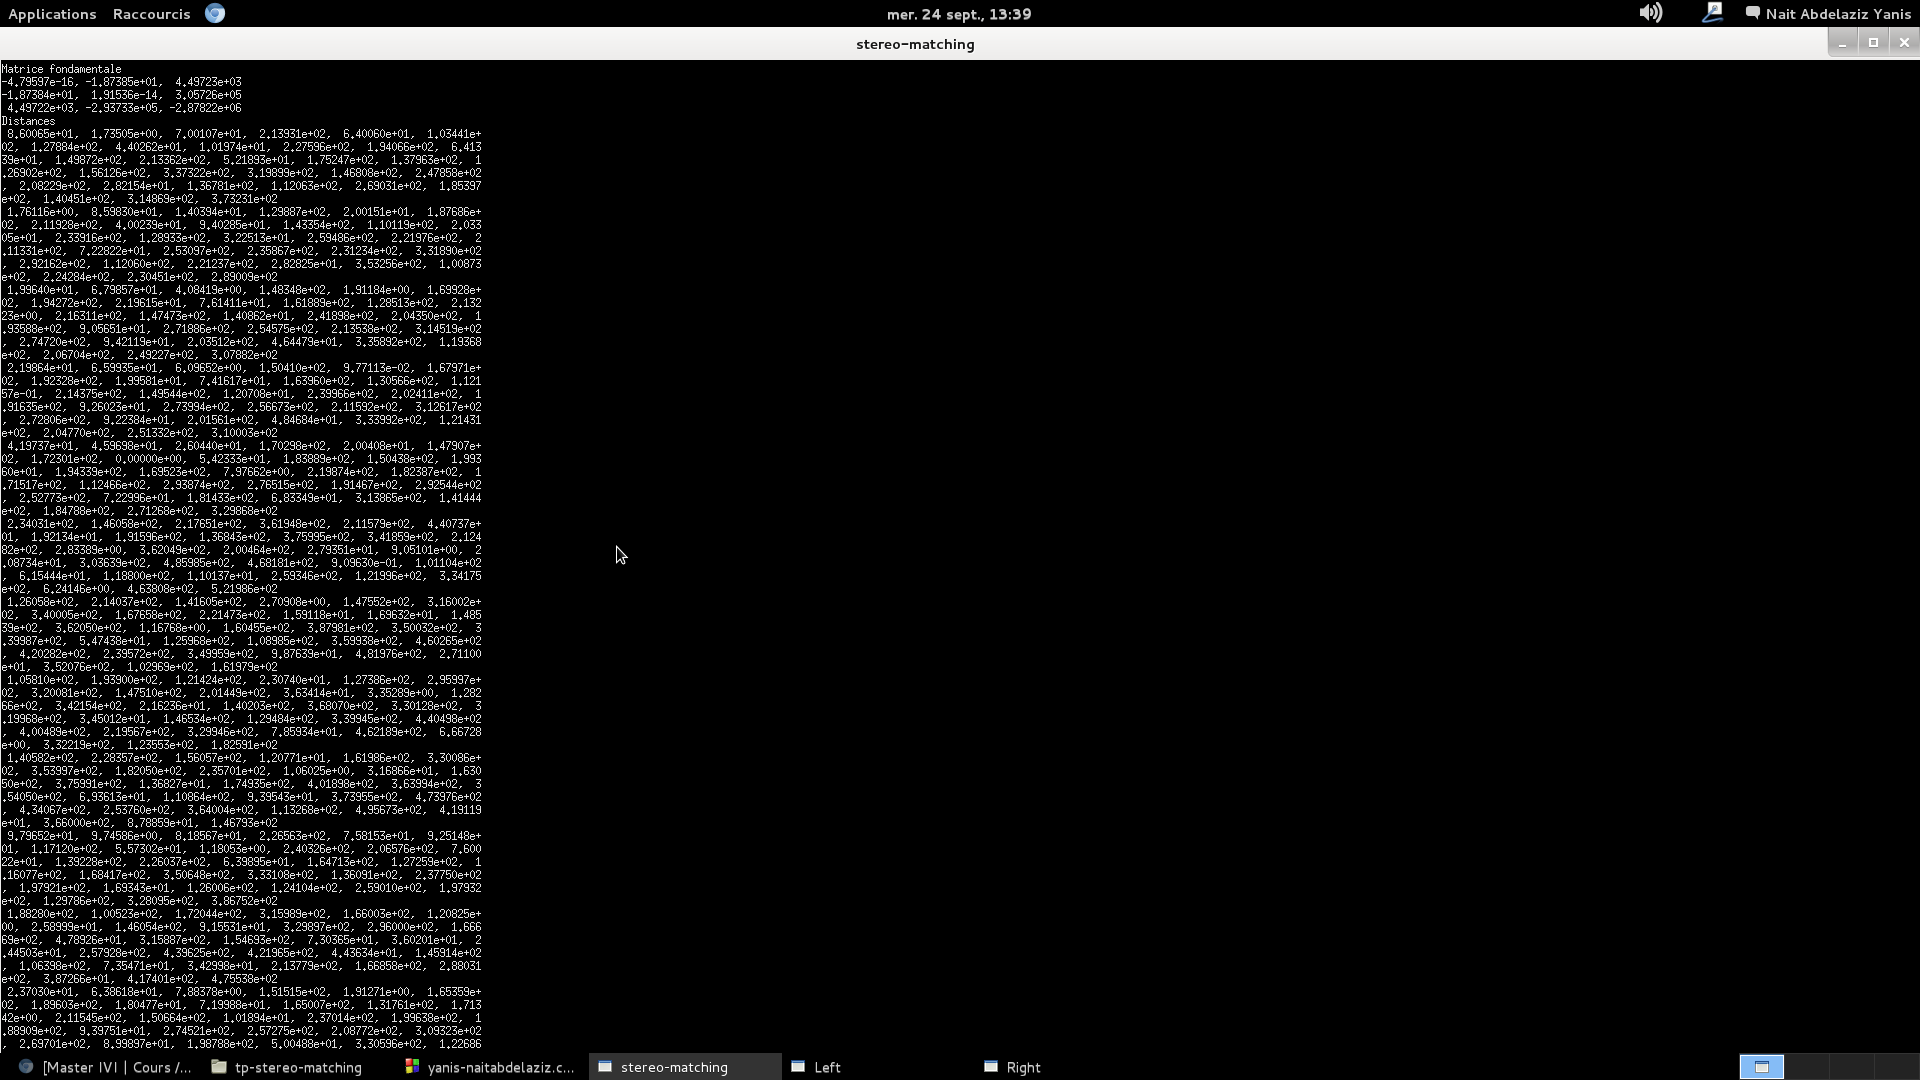 Applications Raccourcis mer. 24 sept., 13:39 Nait Abdelaziz Yanis
stereo-matching
Matrice fondamentale
-4.79597e-16, -1.87385e+01,  4.49723e+03
-1.87384e+01,  1.91536e-14,  3.05726e+05
 4.49722e+03, -2.93733e+05, -2.87822e+06
Distances
 8.60065e+01,  1.73505e+00,  7.00107e+01,  2.13931e+02,  6.40060e+01,  1.03441e+
02,  1.27884e+02,  4.40262e+01,  1.01974e+01,  2.27596e+02,  1.94066e+02,  6.413
39e+01,  1.49872e+02,  2.13362e+02,  5.21893e+01,  1.75247e+02,  1.37963e+02,  1
.26902e+02,  1.56126e+02,  3.37322e+02,  3.19899e+02,  1.46808e+02,  2.47858e+02
,  2.08229e+02,  2.82154e+01,  1.36781e+02,  1.12063e+02,  2.69031e+02,  1.85397
e+02,  1.40451e+02,  3.14869e+02,  3.73231e+02
 1.76116e+00,  8.59830e+01,  1.40394e+01,  1.29887e+02,  2.00151e+01,  1.87686e+
02,  2.11928e+02,  4.00239e+01,  9.40285e+01,  1.43354e+02,  1.10119e+02,  2.033
05e+01,  2.33916e+02,  1.28933e+02,  3.22513e+01,  2.59486e+02,  2.21976e+02,  2
.11331e+02,  7.22822e+01,  2.53097e+02,  2.35867e+02,  2.31234e+02,  3.31890e+02
,  2.92162e+02,  1.12060e+02,  2.21237e+02,  2.82825e+01,  3.53256e+02,  1.00873
e+02,  2.24284e+02,  2.30451e+02,  2.89009e+02
 1.99640e+01,  6.79857e+01,  4.08419e+00,  1.48348e+02,  1.91184e+00,  1.69928e+
02,  1.94272e+02,  2.19615e+01,  7.61411e+01,  1.61889e+02,  1.28513e+02,  2.132
23e+00,  2.16311e+02,  1.47473e+02,  1.40862e+01,  2.41898e+02,  2.04350e+02,  1
.93588e+02,  9.05651e+01,  2.71886e+02,  2.54575e+02,  2.13538e+02,  3.14519e+02
,  2.74720e+02,  9.42119e+01,  2.03512e+02,  4.64479e+01,  3.35892e+02,  1.19368
e+02,  2.06704e+02,  2.49227e+02,  3.07882e+02
 2.19864e+01,  6.59935e+01,  6.09652e+00,  1.50410e+02,  9.77113e-02,  1.67971e+
02,  1.92328e+02,  1.99581e+01,  7.41617e+01,  1.63960e+02,  1.30566e+02,  1.121
57e-01,  2.14375e+02,  1.49544e+02,  1.20708e+01,  2.39966e+02,  2.02411e+02,  1
.91635e+02,  9.26023e+01,  2.73994e+02,  2.56673e+02,  2.11592e+02,  3.12617e+02
,  2.72806e+02,  9.22384e+01,  2.01561e+02,  4.84684e+01,  3.33992e+02,  1.21431
e+02,  2.04770e+02,  2.51332e+02,  3.10003e+02
 4.19737e+01,  4.59698e+01,  2.60440e+01,  1.70298e+02,  2.00408e+01,  1.47907e+
02,  1.72301e+02,  0.00000e+00,  5.42333e+01,  1.83889e+02,  1.50438e+02,  1.993
60e+01,  1.94339e+02,  1.69523e+02,  7.97662e+00,  2.19874e+02,  1.82387e+02,  1
.71517e+02,  1.12466e+02,  2.93874e+02,  2.76515e+02,  1.91467e+02,  2.92544e+02
,  2.52773e+02,  7.22996e+01,  1.81433e+02,  6.83349e+01,  3.13865e+02,  1.41444
e+02,  1.84788e+02,  2.71268e+02,  3.29868e+02
 2.34031e+02,  1.46058e+02,  2.17651e+02,  3.61948e+02,  2.11579e+02,  4.40737e+
01,  1.92134e+01,  1.91596e+02,  1.36843e+02,  3.75995e+02,  3.41859e+02,  2.124
82e+02,  2.83389e+00,  3.62049e+02,  2.00464e+02,  2.79351e+01,  9.05101e+00,  2
.08734e+01,  3.03639e+02,  4.85985e+02,  4.68181e+02,  9.09630e-01,  1.01104e+02
,  6.15444e+01,  1.18800e+02,  1.10137e+01,  2.59346e+02,  1.21996e+02,  3.34175
e+02,  6.24146e+00,  4.63808e+02,  5.21986e+02
 1.26058e+02,  2.14037e+02,  1.41605e+02,  2.70908e+00,  1.47552e+02,  3.16002e+
02,  3.40005e+02,  1.67658e+02,  2.21473e+02,  1.59118e+01,  1.69632e+01,  1.485
39e+02,  3.62050e+02,  1.16768e+00,  1.60455e+02,  3.87981e+02,  3.50032e+02,  3
.39987e+02,  5.47438e+01,  1.25968e+02,  1.08985e+02,  3.59938e+02,  4.60265e+02
,  4.20282e+02,  2.39572e+02,  3.49959e+02,  9.87639e+01,  4.81976e+02,  2.71100
e+01,  3.52076e+02,  1.02969e+02,  1.61979e+02
 1.05810e+02,  1.93900e+02,  1.21424e+02,  2.30740e+01,  1.27386e+02,  2.95997e+
02,  3.20081e+02,  1.47510e+02,  2.01449e+02,  3.63414e+01,  3.35289e+00,  1.282
66e+02,  3.42154e+02,  2.16236e+01,  1.40203e+02,  3.68070e+02,  3.30128e+02,  3
.19968e+02,  3.45012e+01,  1.46534e+02,  1.29484e+02,  3.39945e+02,  4.40498e+02
,  4.00489e+02,  2.19567e+02,  3.29946e+02,  7.85934e+01,  4.62189e+02,  6.66728
e+00,  3.32219e+02,  1.23553e+02,  1.82591e+02
 1.40582e+02,  2.28357e+02,  1.56057e+02,  1.20771e+01,  1.61986e+02,  3.30086e+
02,  3.53997e+02,  1.82050e+02,  2.35701e+02,  1.06025e+00,  3.16866e+01,  1.630
50e+02,  3.75991e+02,  1.36827e+01,  1.74935e+02,  4.01898e+02,  3.63994e+02,  3
.54050e+02,  6.93613e+01,  1.10864e+02,  9.39543e+01,  3.73955e+02,  4.73976e+02
,  4.34067e+02,  2.53760e+02,  3.64004e+02,  1.13268e+02,  4.95673e+02,  4.19119
e+01,  3.66000e+02,  8.78859e+01,  1.46793e+02
 9.79652e+01,  9.74586e+00,  8.18567e+01,  2.26563e+02,  7.58153e+01,  9.25148e+
01,  1.17120e+02,  5.57302e+01,  1.18053e+00,  2.40326e+02,  2.06576e+02,  7.600
22e+01,  1.39228e+02,  2.26037e+02,  6.39895e+01,  1.64713e+02,  1.27259e+02,  1
.16077e+02,  1.68417e+02,  3.50648e+02,  3.33108e+02,  1.36091e+02,  2.37750e+02
,  1.97921e+02,  1.69343e+01,  1.26006e+02,  1.24104e+02,  2.59010e+02,  1.97932
e+02,  1.29786e+02,  3.28095e+02,  3.86752e+02
 1.88280e+02,  1.00523e+02,  1.72044e+02,  3.15989e+02,  1.66003e+02,  1.20825e+
00,  2.58999e+01,  1.46054e+02,  9.15531e+01,  3.29897e+02,  2.96000e+02,  1.666
69e+02,  4.78926e+01,  3.15887e+02,  1.54693e+02,  7.30365e+01,  3.60201e+01,  2
.44503e+01,  2.57928e+02,  4.39625e+02,  4.21965e+02,  4.43634e+01,  1.45914e+02
,  1.06398e+02,  7.35471e+01,  3.42998e+01,  2.13779e+02,  1.66858e+02,  2.88031
e+02,  3.87266e+01,  4.17401e+02,  4.75538e+02
 2.37030e+01,  6.38618e+01,  7.88378e+00,  1.51515e+02,  1.91271e+00,  1.65359e+
02,  1.89603e+02,  1.80477e+01,  7.19988e+01,  1.65007e+02,  1.31761e+02,  1.713
42e+00,  2.11545e+02,  1.50664e+02,  1.01894e+01,  2.37014e+02,  1.99638e+02,  1
.88909e+02,  9.39751e+01,  2.74521e+02,  2.57275e+02,  2.08772e+02,  3.09323e+02
,  2.69701e+02,  8.99897e+01,  1.98788e+02,  5.00488e+01,  3.30596e+02,  1.22686
[Master IVI | Cours /... tp-stereo-matching yanis-naitabdelaziz.c... stereo-matching Left Right